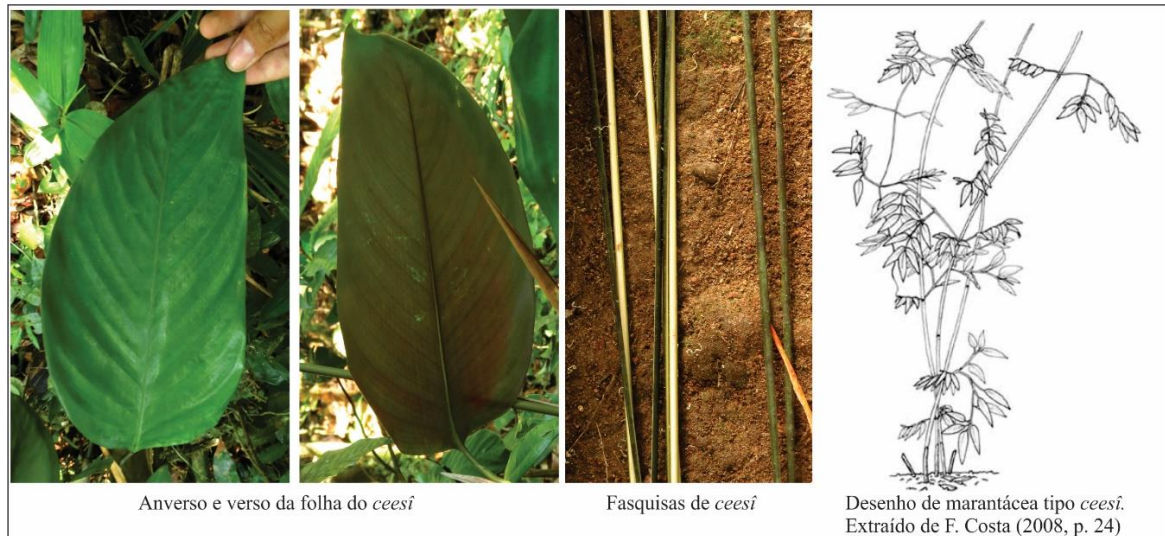 Anverso e verso da folha do ceesî
Fasquisas de ceesî
Desenho de marantácea tipo ceesî.
Extraído de F. Costa (2008, p. 24)